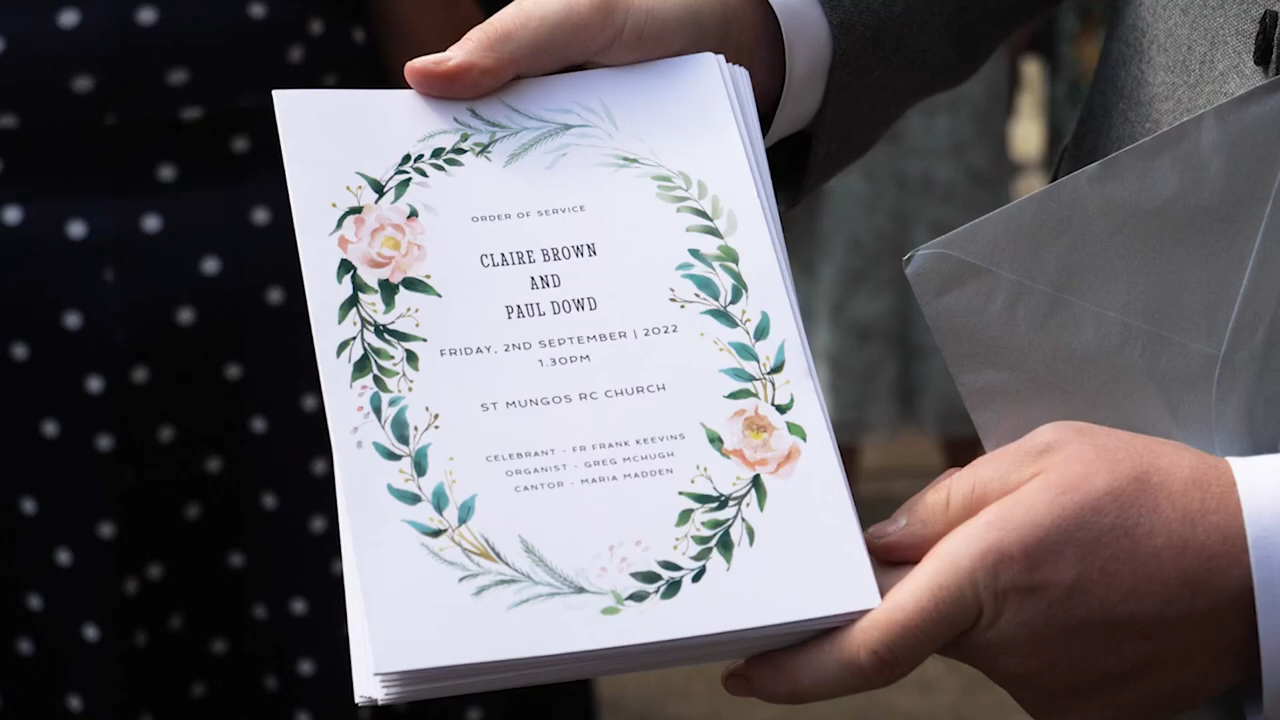 ORDER OF SERVICE
CLAIRE BROWN
AND
PAUL DOWD
FRIDAY, 2ND SEPTEMBER | 2022
1.30PM
ST MUNGOS RC CHURCH
CELEBRANT - FR FRANK KEEVINS
ORGANIST - GREG MCHUGH
CANTOR - MARIA MADDEN